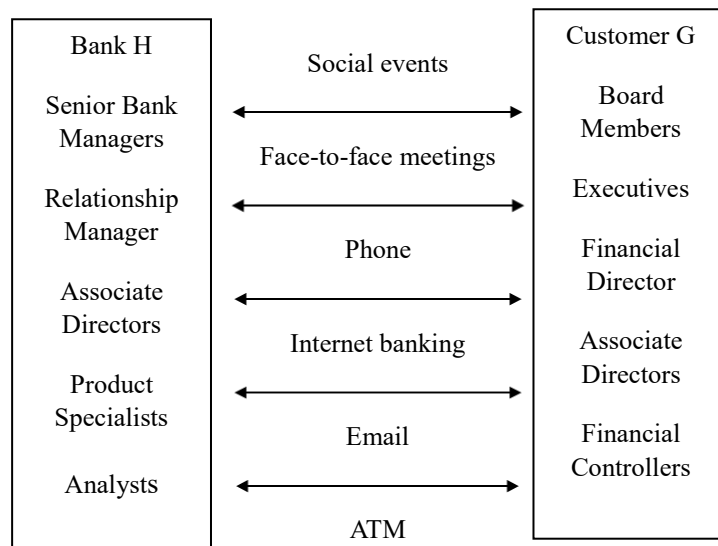 Bank H
Senior Bank
Managers
Relationship
Manager
Associate
Directors
Product
Specialists
Analysts
Social events
Face-to-face meetings
Phone
Internet banking
Email
ATM
Customer G
Board
Members
Executives
Financial
Director
Associate
Directors
Financial
Controllers